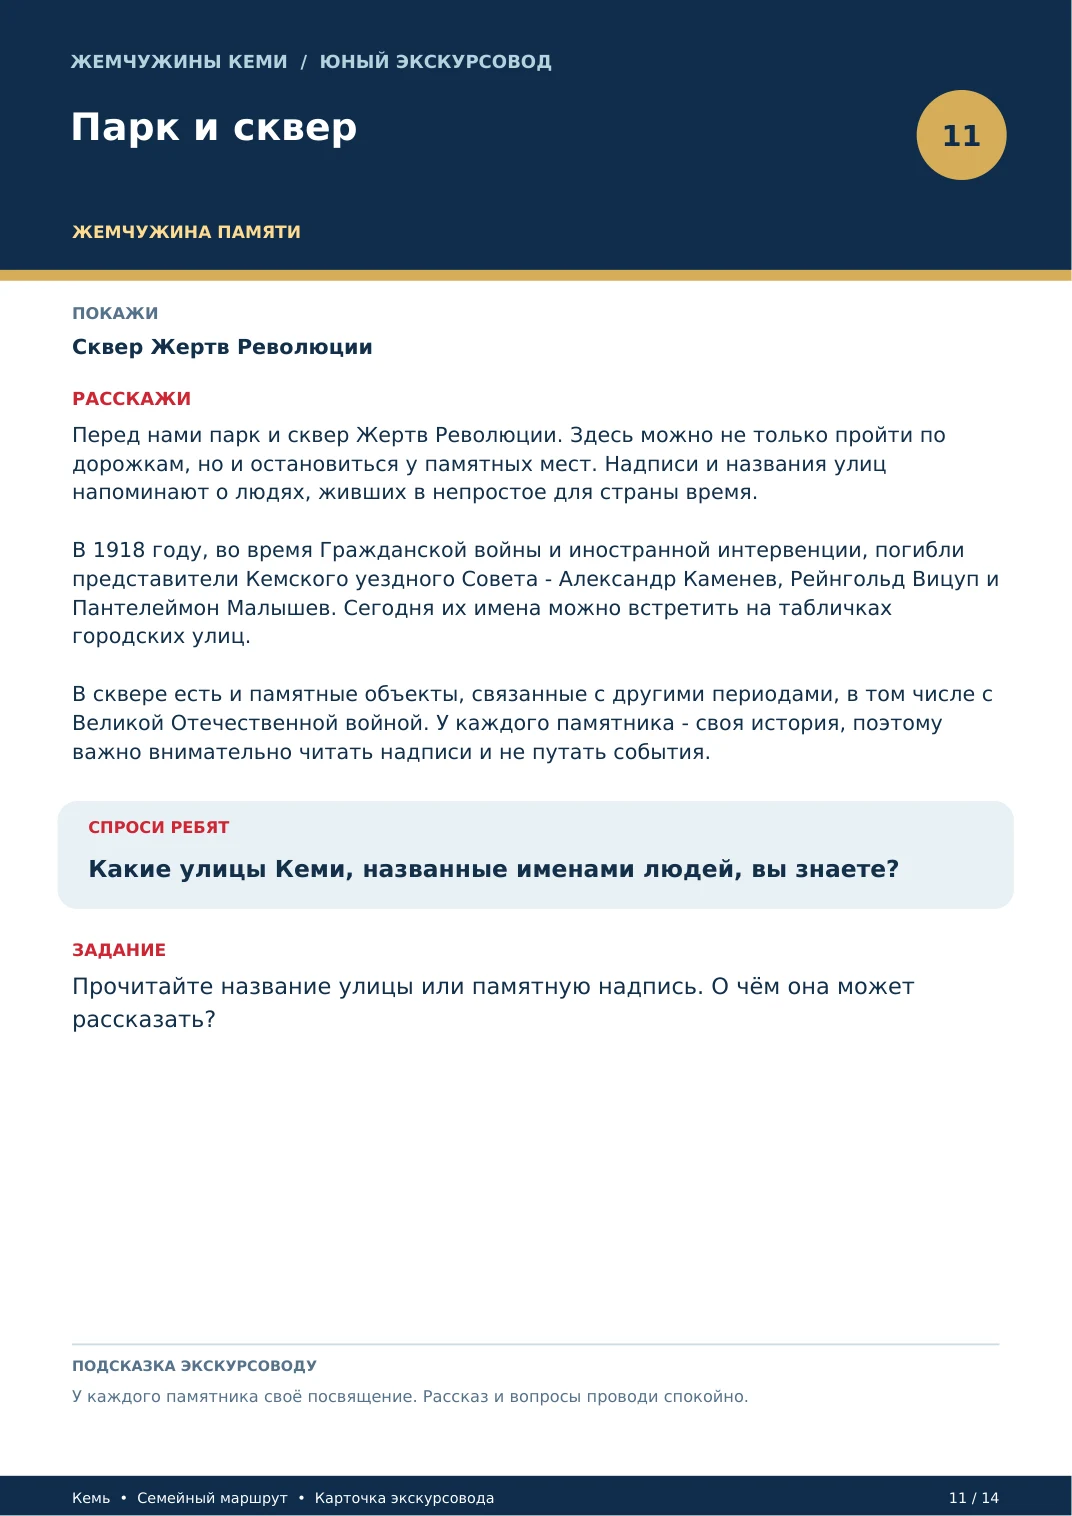 ЖЕМЧУЖИНЫ КЕМИ / ЮНЫЙ ЭКСКУРСОВОД
Парк и сквер
11
ЖЕМЧУЖИНА ПАМЯТИ
ПОКАЖИ
Сквер Жертв Революции
РАССКАЖИ
Перед нами парк и сквер Жертв Революции. Здесь можно не только пройти по
дорожкам, но и остановиться у памятных мест. Надписи и названия улиц
напоминают о людях, живших в непростое для страны время.
В 1918 году, во время Гражданской войны и иностранной интервенции, погибли
представители Кемского уездного Совета - Александр Каменев, Рейнгольд Вицуп и
Пантелеймон Малышев. Сегодня их имена можно встретить на табличках
городских улиц.
В сквере есть и памятные объекты, связанные с другими периодами, в том числе с
Великой Отечественной войной. У каждого памятника - своя история, поэтому
важно внимательно читать надписи и не путать события.
СПРОСИ РЕБЯТ
Какие улицы Кеми, названные именами людей, вы знаете?
ЗАДАНИЕ
Прочитайте название улицы или памятную надпись. О чём она может
рассказать?
ПОДСКАЗКА ЭКСКУРСОВОДУ
У каждого памятника своё посвящение. Рассказ и вопросы проводи спокойно.
Кемь • Семейный маршрут • Карточка экскурсовода
11 / 14